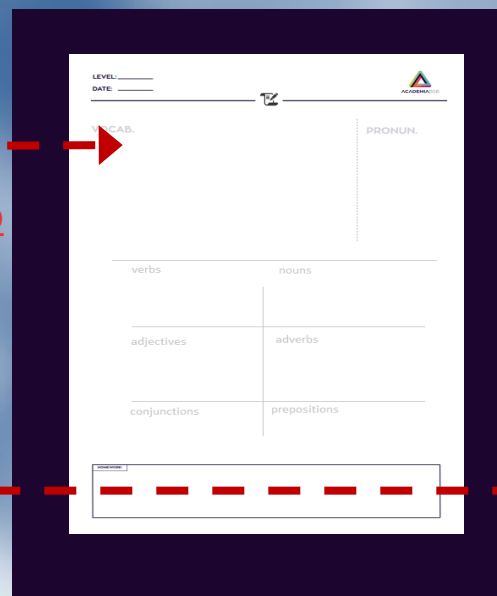 LEVEL:
DATE:
ACADEMIA
VOCAB.
PRONUN.
verbs
nouns
adjectives
adverbs
conjunctions
prepositions
HOMEWORK: